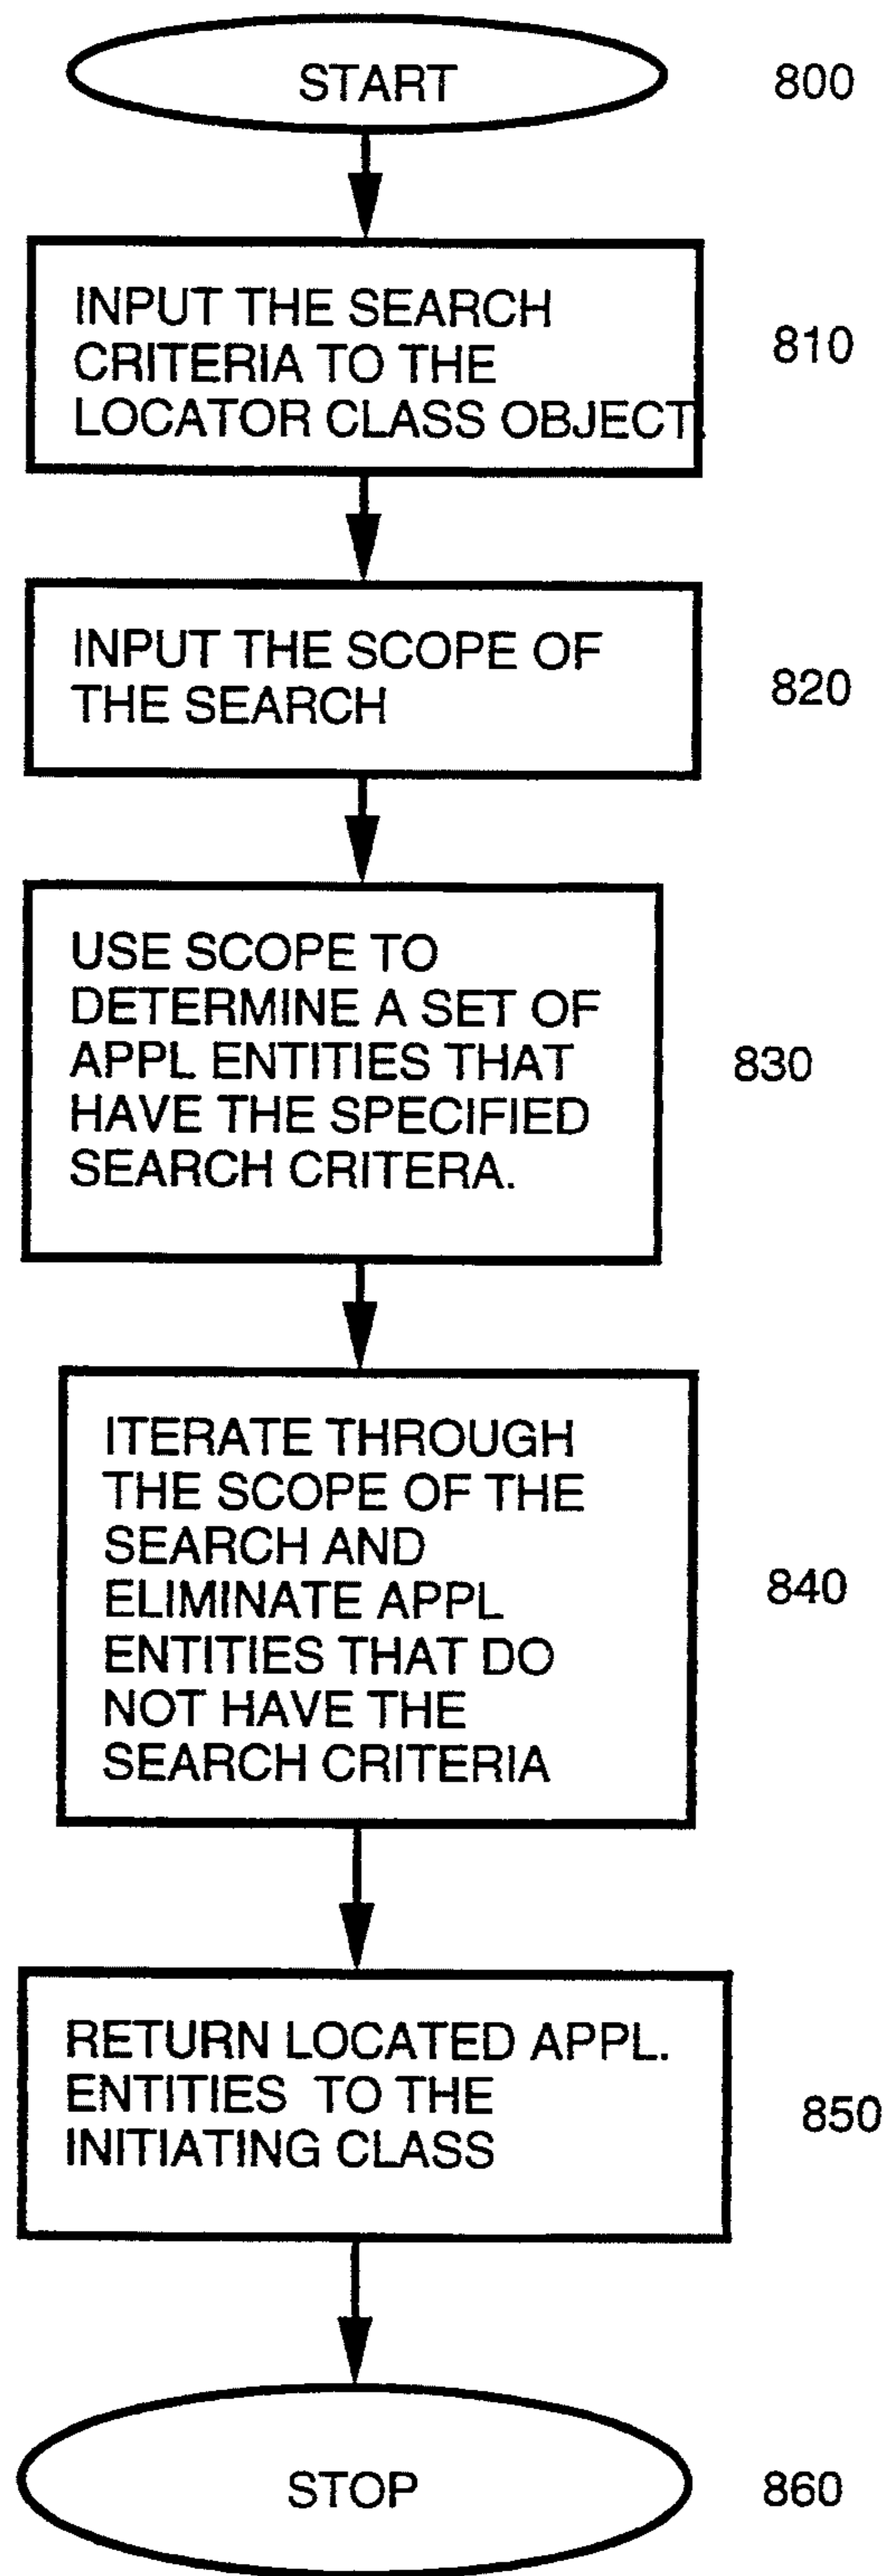 START
800
INPUT THE SEARCH
CRITERIA TO THE
LOCATOR CLASS OBJECT.
810
INPUT THE SCOPE OF
THE SEARCH
820
USE SCOPE TO
DETERMINE A SET OF
APPL ENTITIES THAT
HAVE THE SPECIFIED
SEARCH CRITERA.
830
ITERATE THROUGH
THE SCOPE OF THE
SEARCH AND
ELIMINATE APPL
ENTITIES THAT DO
NOT HAVE THE
SEARCH CRITERIA
840
RETURN LOCATED APPL.
ENTITIES TO THE
INITIATING CLASS
850
STOP
860